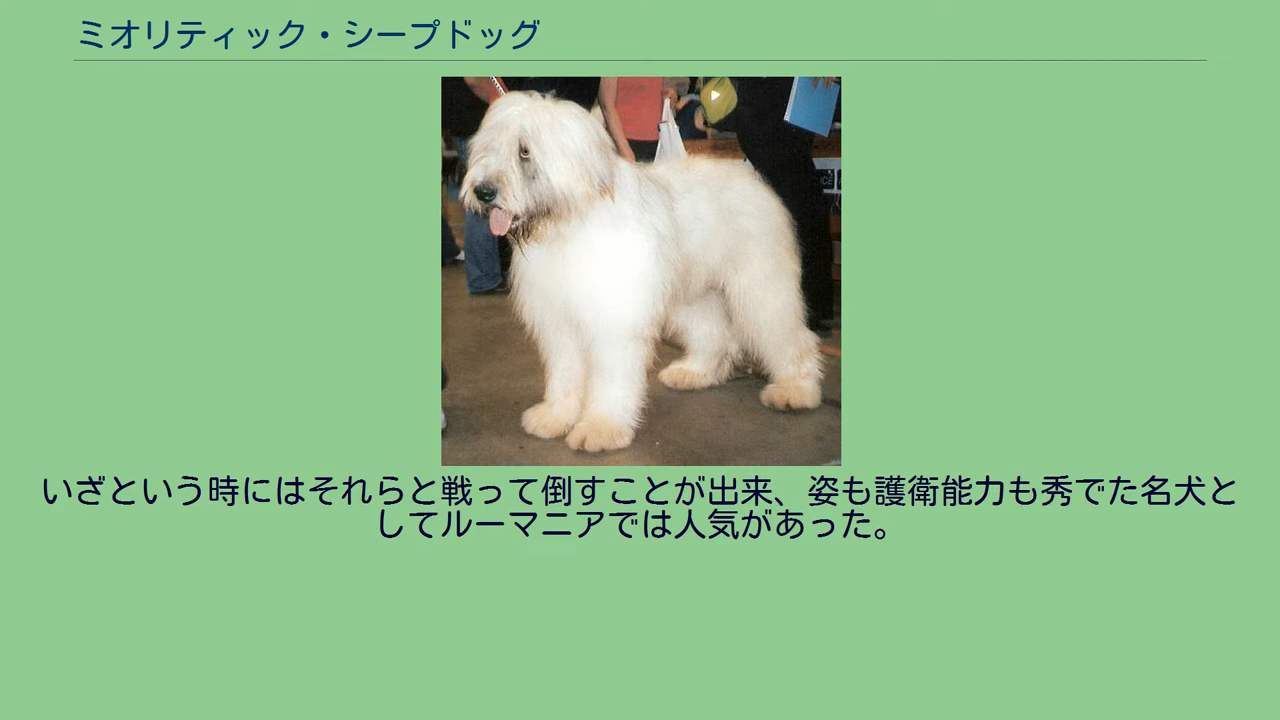 ミオリティック・シープドッグ
いざという時にはそれらと戦って倒すことが出来、姿も護衛能力も秀でた名犬と
してルーマニアでは人気があった。